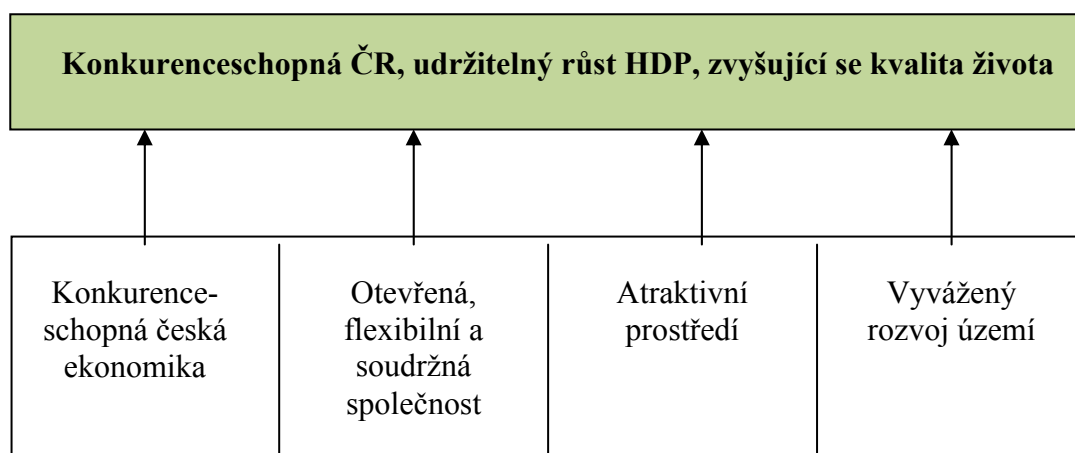 Konkurenceschopná ČR, udržitelný růst HDP, zvyšující se kvalita života
Konkurence-
schopná česká
ekonomika
Otevřená,
flexibilní a
soudržná
společnost
Atraktivní
prostředí
Vyvážený
rozvoj území